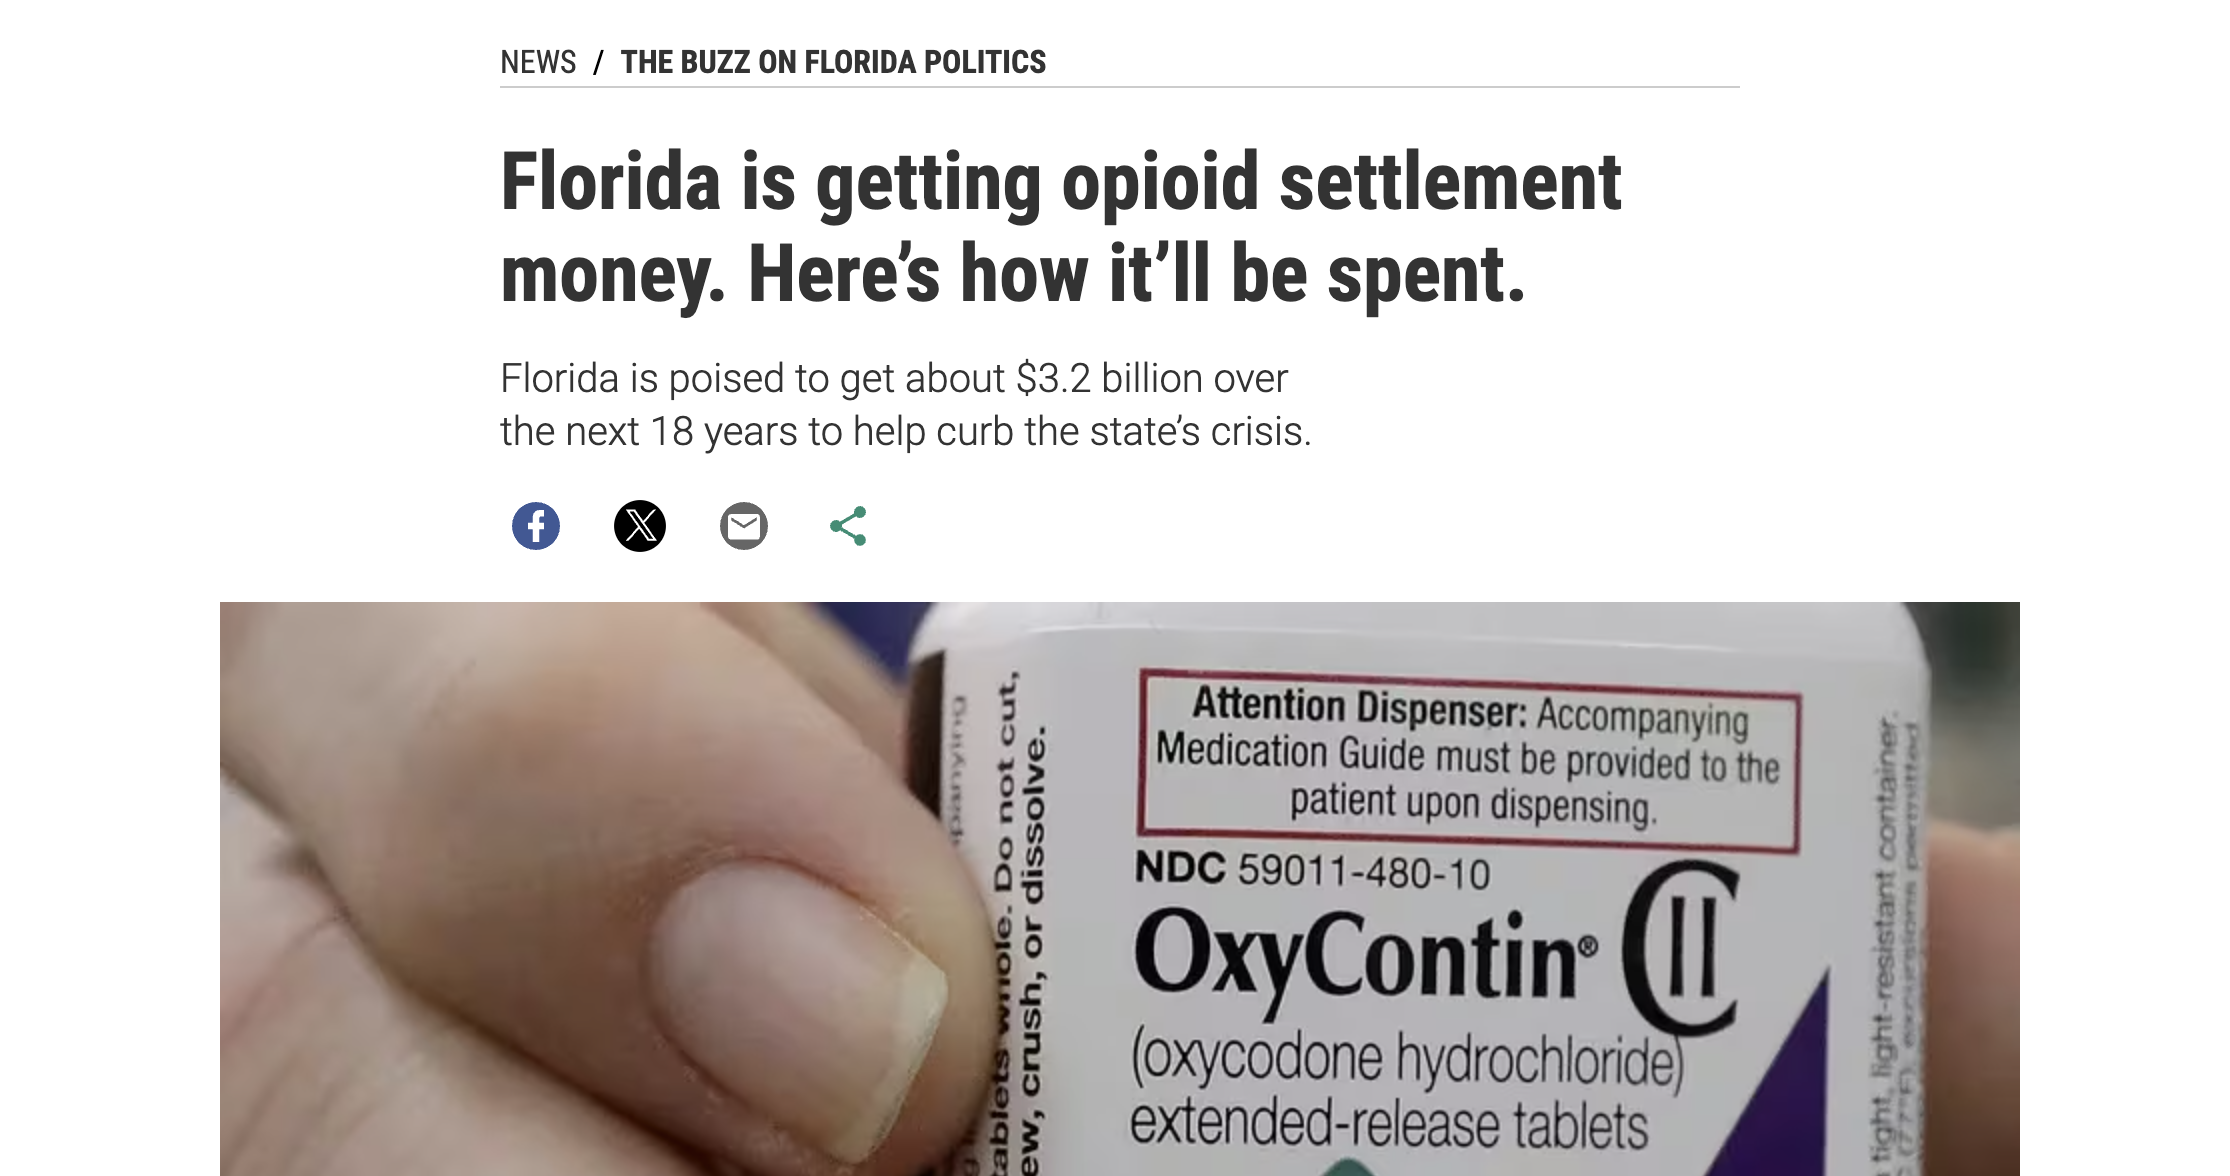 NEWS / THE BUZZ ON FLORIDA POLITICS
Florida is getting opioid settlement
money. Here’s how it’ll be spent.
Florida is poised to get about $3.2 billion over
the next 18 years to help curb the state’s crisis.
Attention Dispenser: Accompanying
Medication Guide must be provided to the
patient upon dispensing.
NDC 59011-480-10
OxyContin® CII
(oxycodone hydrochloride)
extended-release tablets
tablets whole. Do not cut,
crush, or dissolve.
tight, light-resistant container.
excursions permitted